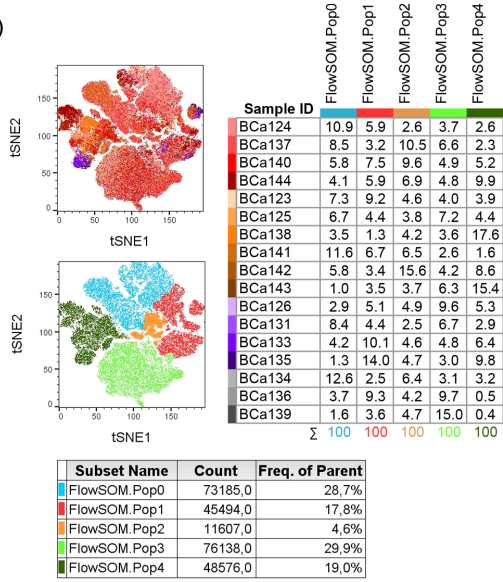 )
FlowSOM.Pop0
FlowSOM.Pop1
FlowSOM.Pop2
FlowSOM.Pop3
FlowSOM.Pop4
tSNE2
150
100
50
0
0 50 100 150
tSNE1
tSNE2
150
100
50
0
0 50 100 150
tSNE1
Sample ID
BCa124 10.9 5.9 2.6 3.7 2.6
BCa137 8.5 3.2 10.5 6.6 2.3
BCa140 5.8 7.5 9.6 4.9 5.2
BCa144 4.1 5.9 6.9 4.8 9.9
BCa123 7.3 9.2 4.6 4.0 3.9
BCa125 6.7 4.4 3.8 7.2 4.4
BCa138 3.5 1.3 4.2 3.6 17.6
BCa141 11.6 6.7 6.5 2.6 1.6
BCa142 5.8 3.4 15.6 4.2 8.6
BCa143 1.0 3.5 3.7 6.3 15.4
BCa126 2.9 5.1 4.9 9.6 5.3
BCa131 8.4 4.4 2.5 6.7 2.9
BCa133 4.2 10.1 4.6 4.8 6.4
BCa135 1.3 14.0 4.7 3.0 9.8
BCa134 12.6 2.5 6.4 3.1 3.2
BCa136 3.7 9.3 4.2 9.7 0.5
BCa139 1.6 3.6 4.7 15.0 0.4
Σ 100 100 100 100 100
Subset Name Count Freq. of Parent
FlowSOM.Pop0 73185,0 28,7%
FlowSOM.Pop1 45494,0 17,8%
FlowSOM.Pop2 11607,0 4,6%
FlowSOM.Pop3 76138,0 29,9%
FlowSOM.Pop4 48576,0 19,0%